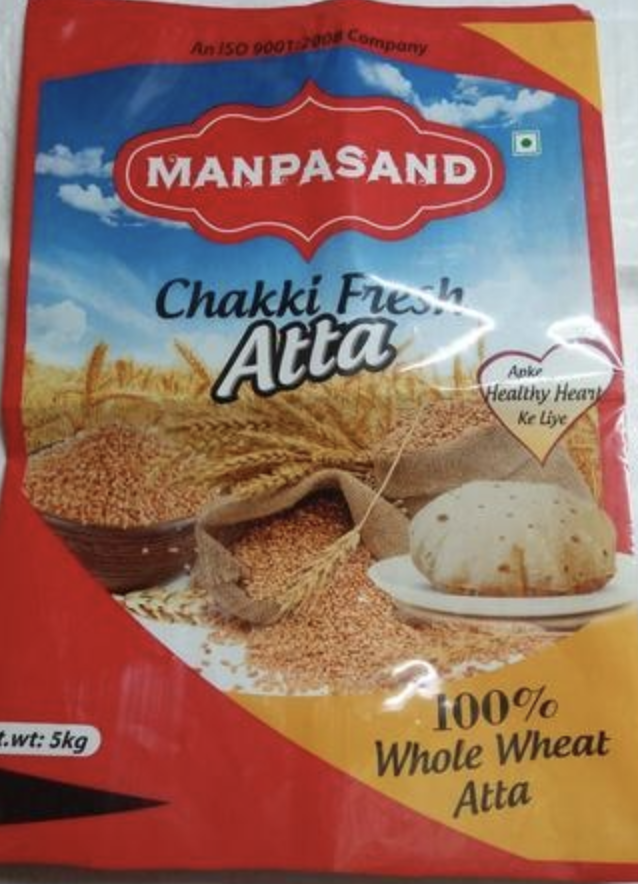 An ISO 9001:2008 Company
MANPASAND
Chakki Fresh
Atta
Apke
Healthy Heart
Ke Liye
100%
Whole Wheat
Atta
t.wt: 5kg